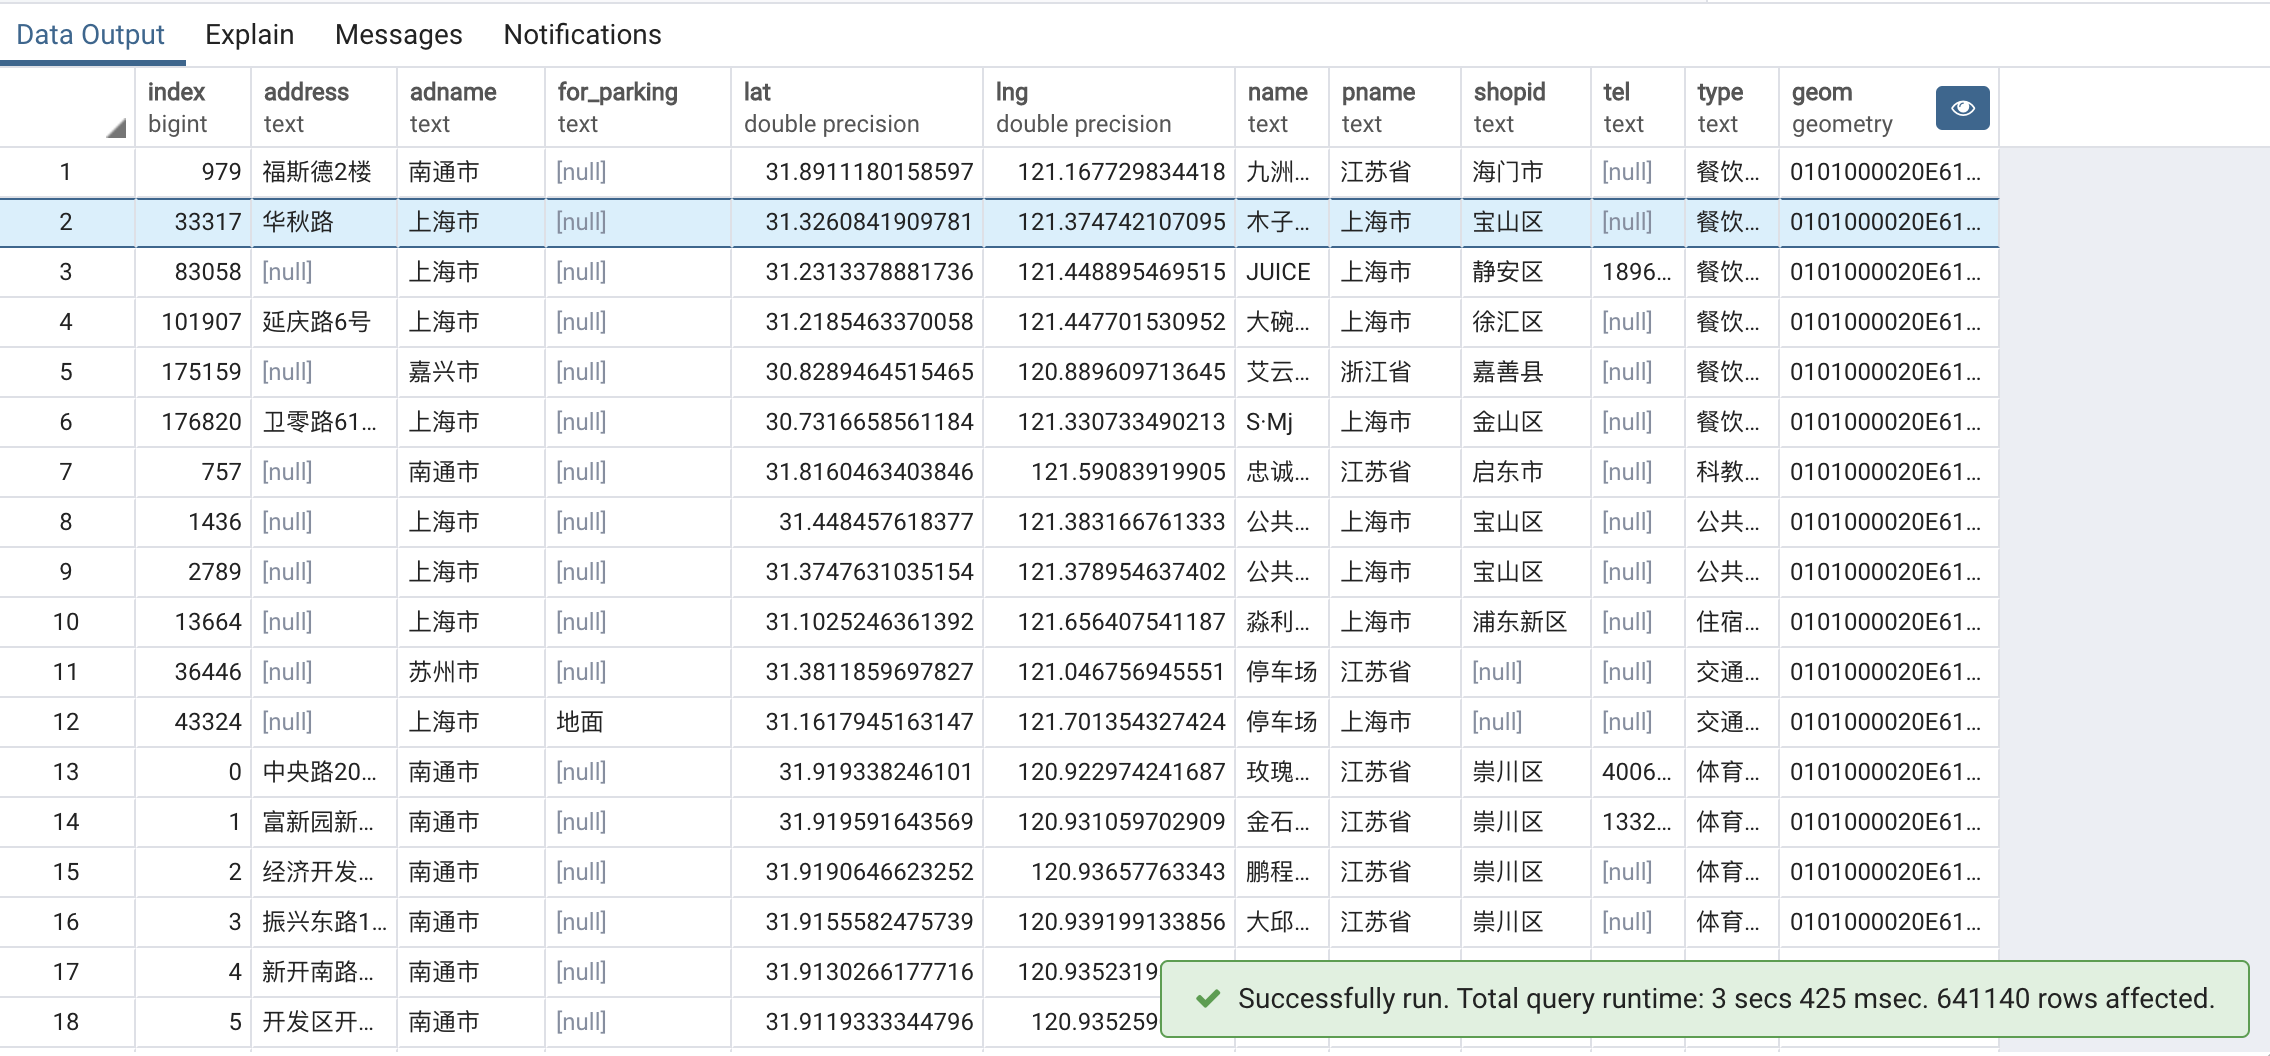 Data Output Explain Messages Notifications
index address adname for_parking lat lng name pname shopid tel type geom
bigint text text text double precision double precision text text text text text geometry
1 979 福斯德2楼 南通市 [null] 31.8911180158597 121.167729834418 九洲... 江苏省 海门市 [null] 餐饮... 0101000020E61...
2 33317 华秋路 上海市 [null] 31.3260841909781 121.374742107095 木子... 上海市 宝山区 [null] 餐饮... 0101000020E61...
3 83058 [null] 上海市 [null] 31.2313378881736 121.448895469515 JUICE 上海市 静安区 1896... 餐饮... 0101000020E61...
4 101907 延庆路6号 上海市 [null] 31.2185463370058 121.447701530952 大碗... 上海市 徐汇区 [null] 餐饮... 0101000020E61...
5 175159 [null] 嘉兴市 [null] 30.8289464515465 120.889609713645 艾云... 浙江省 嘉善县 [null] 餐饮... 0101000020E61...
6 176820 卫零路61... 上海市 [null] 30.7316658561184 121.330733490213 S·Mj 上海市 金山区 [null] 餐饮... 0101000020E61...
7 757 [null] 南通市 [null] 31.8160463403846 121.59083919905 忠诚... 江苏省 启东市 [null] 科教... 0101000020E61...
8 1436 [null] 上海市 [null] 31.448457618377 121.383166761333 公共... 上海市 宝山区 [null] 公共... 0101000020E61...
9 2789 [null] 上海市 [null] 31.3747631035154 121.378954637402 公共... 上海市 宝山区 [null] 公共... 0101000020E61...
10 13664 [null] 上海市 [null] 31.1025246361392 121.656407541187 淼利... 上海市 浦东新区 [null] 住宿... 0101000020E61...
11 36446 [null] 苏州市 [null] 31.3811859697827 121.046756945551 停车场 江苏省 [null] [null] 交通... 0101000020E61...
12 43324 [null] 上海市 地面 31.1617945163147 121.701354327424 停车场 上海市 [null] [null] 交通... 0101000020E61...
13 0 中央路20... 南通市 [null] 31.919338246101 120.922974241687 玫瑰... 江苏省 崇川区 4006... 体育... 0101000020E61...
14 1 富新园新... 南通市 [null] 31.919591643569 120.931059702909 金石... 江苏省 崇川区 1332... 体育... 0101000020E61...
15 2 经济开发... 南通市 [null] 31.9190646623252 120.93657763343 鹏程... 江苏省 崇川区 [null] 体育... 0101000020E61...
16 3 振兴东路1... 南通市 [null] 31.9155582475739 120.939199133856 大邱... 江苏省 崇川区 [null] 体育... 0101000020E61...
17 4 新开南路... 南通市 [null] 31.9130266177716 120.9352319
Successfully run. Total query runtime: 3 secs 425 msec. 641140 rows affected.
18 5 开发区开... 南通市 [null] 31.9119333344796 120.935259